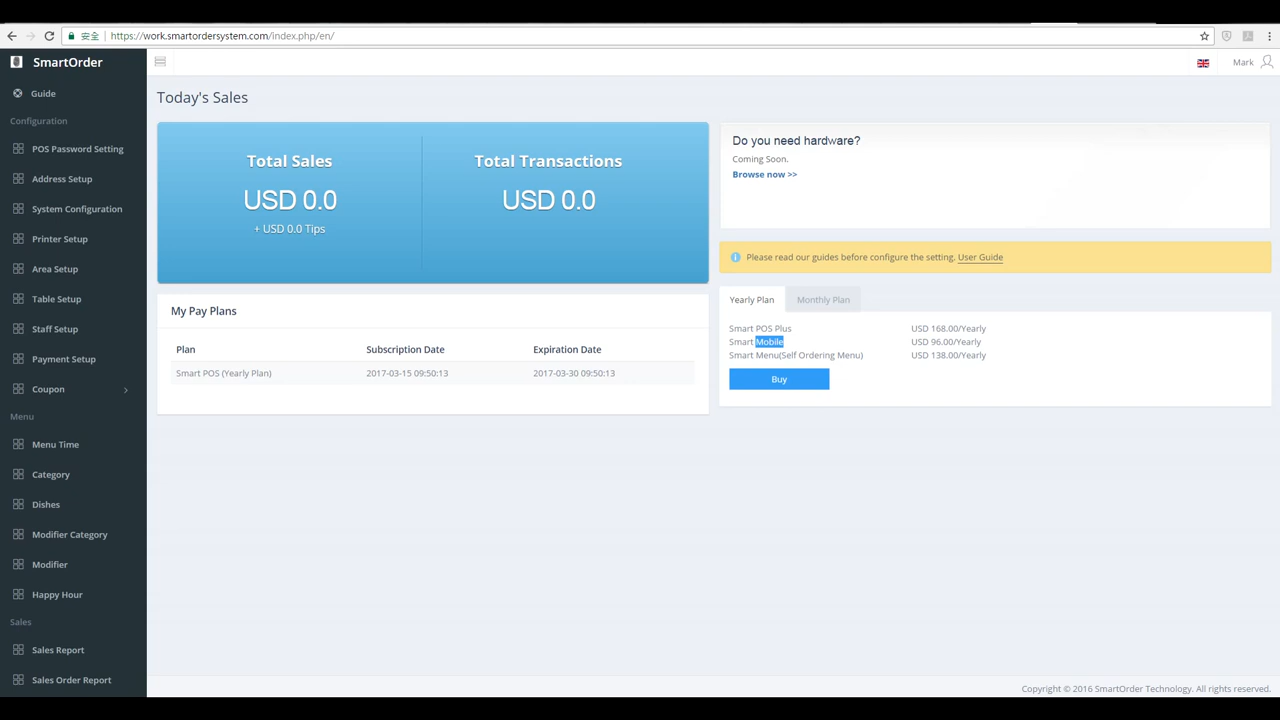 安全 https://work.smartordersystem.com/index.php/en/
SmartOrder
Mark
Guide
Configuration
POS Password Setting
Address Setup
System Configuration
Printer Setup
Area Setup
Table Setup
Staff Setup
Payment Setup
Coupon
Menu
Menu Time
Category
Dishes
Modifier Category
Modifier
Happy Hour
Sales
Sales Report
Sales Order Report
Today's Sales
Total Sales
USD 0.0
+ USD 0.0 Tips
Total Transactions
USD 0.0
My Pay Plans
Plan Subscription Date Expiration Date
Smart POS (Yearly Plan) 2017-03-15 09:50:13 2017-03-30 09:50:13
Do you need hardware?
Coming Soon.
Browse now >>
Please read our guides before configure the setting. User Guide
Yearly Plan Monthly Plan
Smart POS Plus USD 168.00/Yearly
Smart Mobile USD 96.00/Yearly
Smart Menu(Self Ordering Menu) USD 138.00/Yearly
Buy
Copyright © 2016 SmartOrder Technology. All rights reserved.